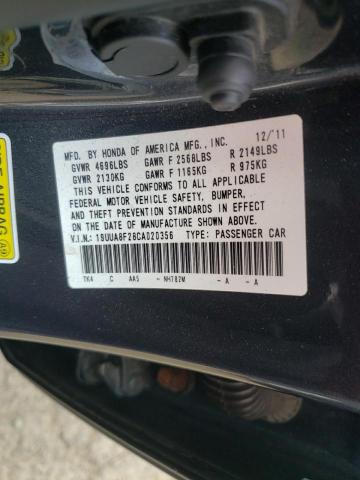 MFD. BY HONDA OF AMERICA MFG., INC. 12/11
GVWR 4696LBS GAWR F 2568LBS R 2149LBS
GVWR 2130KG GAWR F 1165KG R 975KG
THIS VEHICLE CONFORMS TO ALL APPLICABLE
FEDERAL MOTOR VEHICLE SAFETY, BUMPER,
AND THEFT PREVENTION STANDARDS IN EFFECT
ON THE DATE OF MANUFACTURE SHOWN ABOVE.
V.I.N.: 19UUA8F26CA020356 TYPE: PASSENGER CAR
TK4 C AA5 - NH782M - A - A
AIRBAG